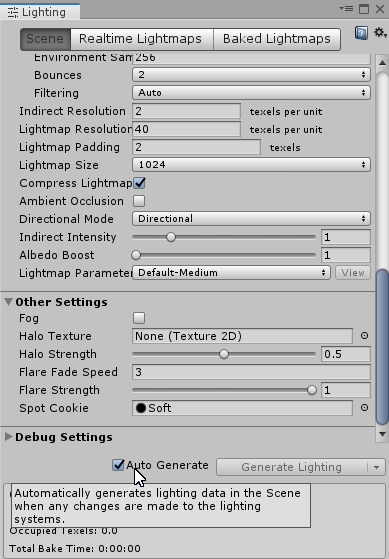 Lighting
Scene Realtime Lightmaps Baked Lightmaps
Environment Sam 256
Bounces 2
Filtering Auto
Indirect Resolution 2 texels per unit
Lightmap Resolution 40 texels per unit
Lightmap Padding 2 texels
Lightmap Size 1024
Compress Lightmap
Ambient Occlusion
Directional Mode Directional
Indirect Intensity 1
Albedo Boost 1
Lightmap Parameter Default-Medium View
Other Settings
Fog
Halo Texture None (Texture 2D)
Halo Strength 0.5
Flare Fade Speed 3
Flare Strength 1
Spot Cookie Soft
Debug Settings
Auto Generate Generate Lighting
Automatically generates lighting data in the Scene
when any changes are made to the lighting
systems.
Occupied Texels: 0.0
Total Bake Time: 0:00:00